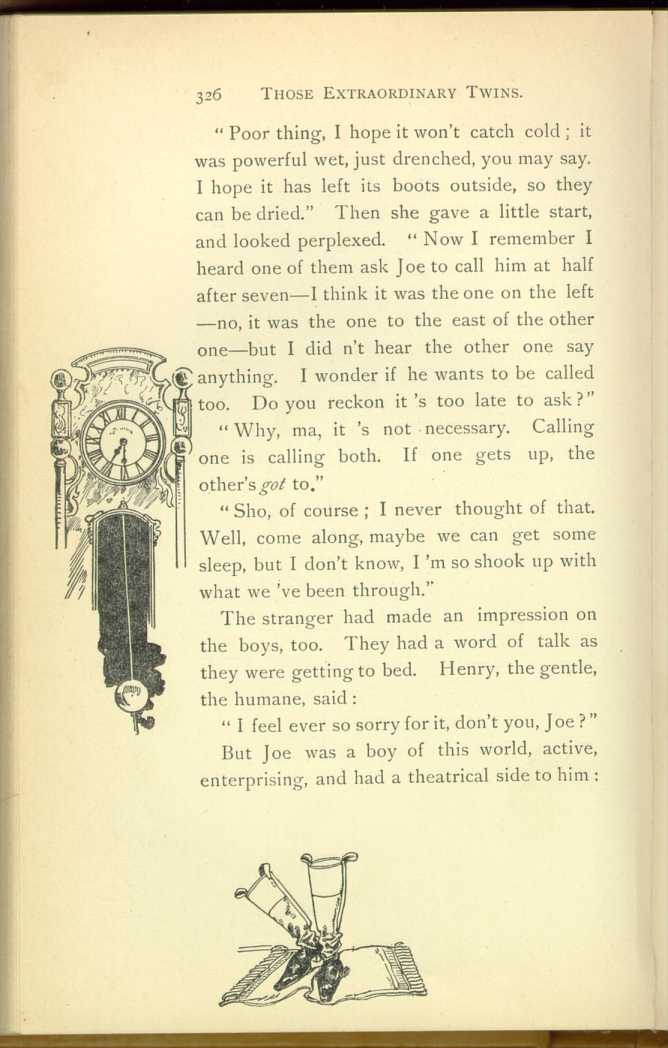 326 THOSE EXTRAORDINARY TWINS.
“ Poor thing, I hope it won't catch cold ; it
was powerful wet, just drenched, you may say.
I hope it has left its boots outside, so they
can be dried.” Then she gave a little start,
and looked perplexed. “ Now I remember I
heard one of them ask Joe to call him at half
after seven—I think it was the one on the left
—no, it was the one to the east of the other
one—but I did n't hear the other one say
anything. I wonder if he wants to be called
too. Do you reckon it 's too late to ask ?”
“ Why, ma, it 's not necessary. Calling
one is calling both. If one gets up, the
other's got to.”
“ Sho, of course ; I never thought of that.
Well, come along, maybe we can get some
sleep, but I don't know, I 'm so shook up with
what we 've been through.”
The stranger had made an impression on
the boys, too. They had a word of talk as
they were getting to bed. Henry, the gentle,
the humane, said :
“ I feel ever so sorry for it, don't you, Joe ?”
But Joe was a boy of this world, active,
enterprising, and had a theatrical side to him :